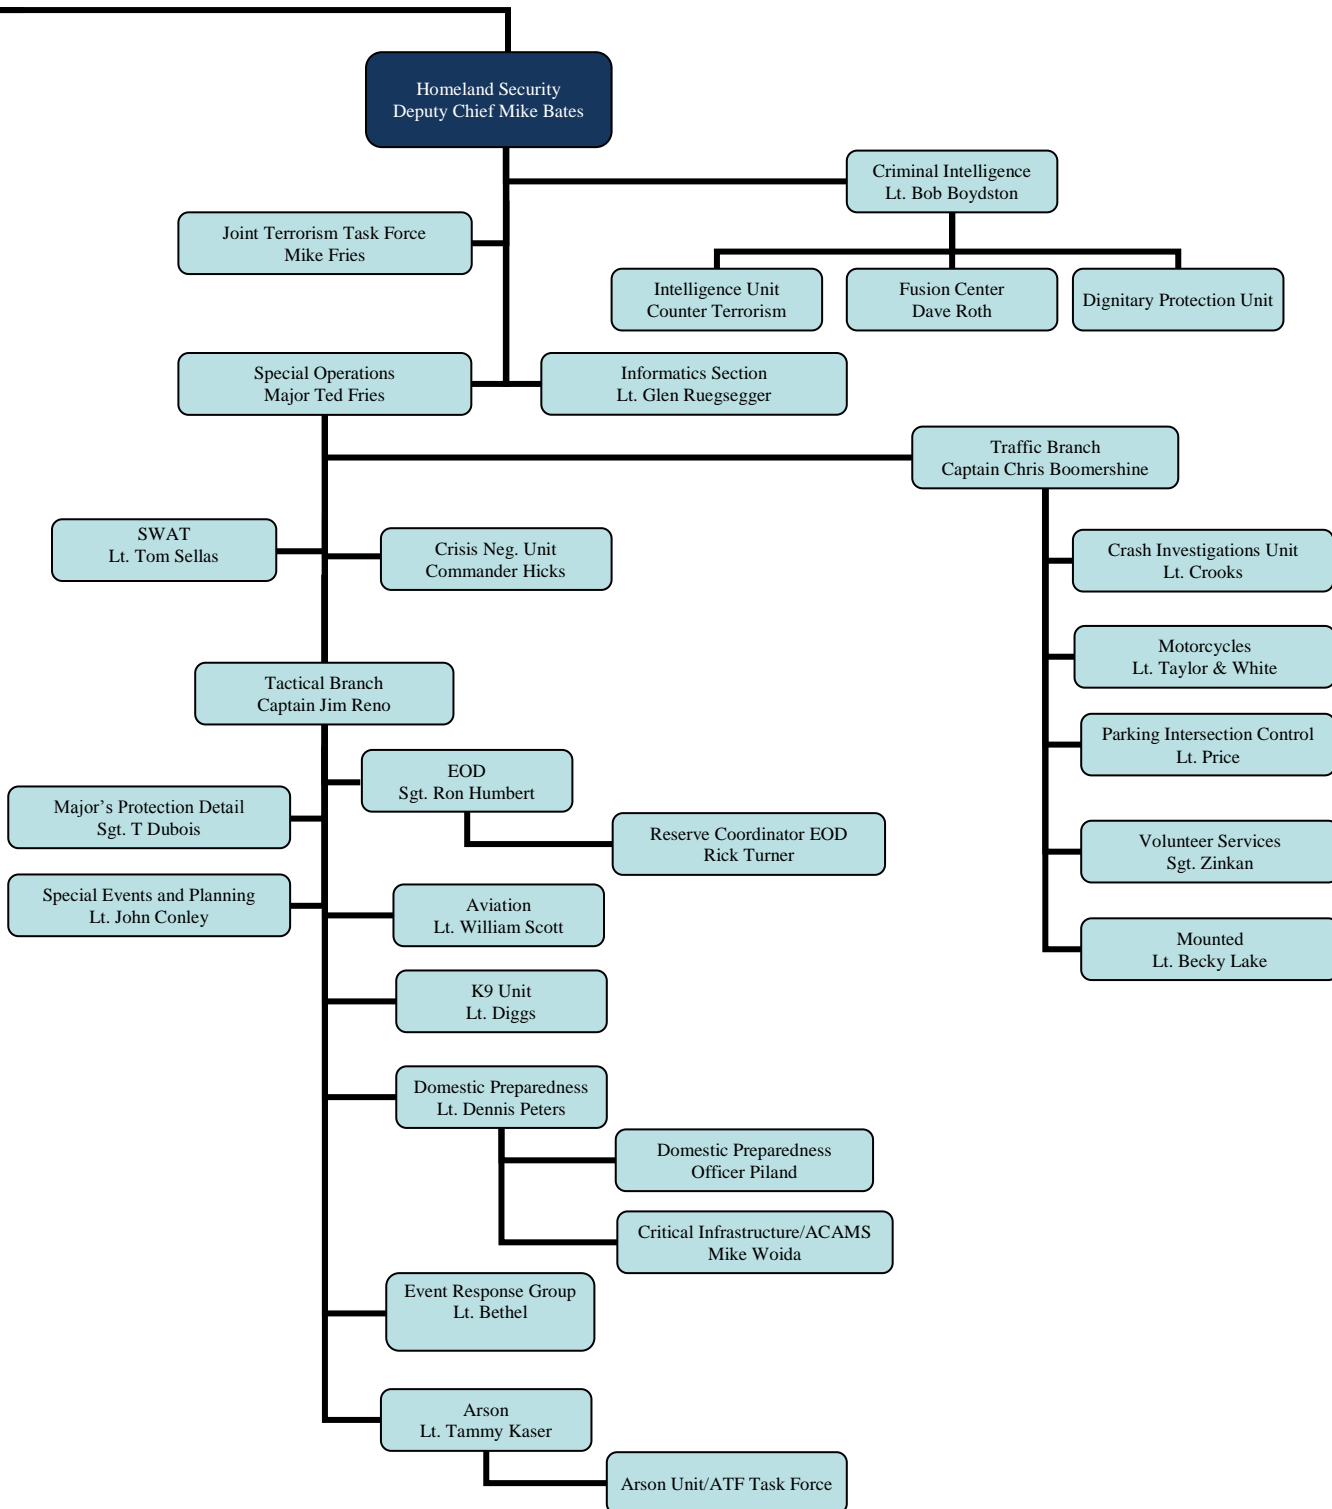 Homeland Security
Deputy Chief Mike Bates
Criminal Intelligence
Lt. Bob Boydston
Joint Terrorism Task Force
Mike Fries
Intelligence Unit
Counter Terrorism
Fusion Center
Dave Roth
Dignitary Protection Unit
Special Operations
Major Ted Fries
Informatics Section
Lt. Glen Ruegsegger
Traffic Branch
Captain Chris Boomershine
SWAT
Lt. Tom Sellas
Crisis Neg. Unit
Commander Hicks
Crash Investigations Unit
Lt. Crooks
Motorcycles
Lt. Taylor & White
Tactical Branch
Captain Jim Reno
Parking Intersection Control
Lt. Price
EOD
Sgt. Ron Humbert
Major’s Protection Detail
Sgt. T Dubois
Reserve Coordinator EOD
Rick Turner
Volunteer Services
Sgt. Zinkan
Special Events and Planning
Lt. John Conley
Aviation
Lt. William Scott
Mounted
Lt. Becky Lake
K9 Unit
Lt. Diggs
Domestic Preparedness
Lt. Dennis Peters
Domestic Preparedness
Officer Piland
Critical Infrastructure/ACAMS
Mike Woida
Event Response Group
Lt. Bethel
Arson
Lt. Tammy Kaser
Arson Unit/ATF Task Force